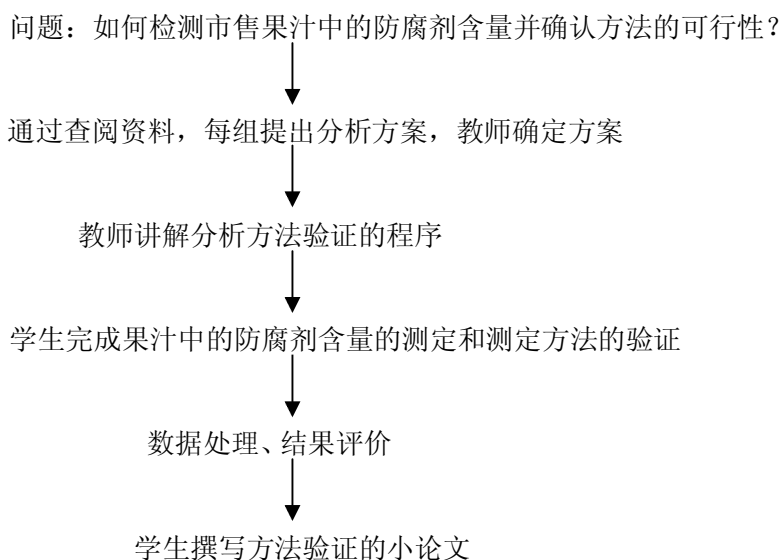 问题：如何检测市售果汁中的防腐剂含量并确认方法的可行性？
通过查阅资料，每组提出分析方案，教师确定方案
教师讲解分析方法验证的程序
学生完成果汁中的防腐剂含量的测定和测定方法的验证
数据处理、结果评价
学生撰写方法验证的小论文